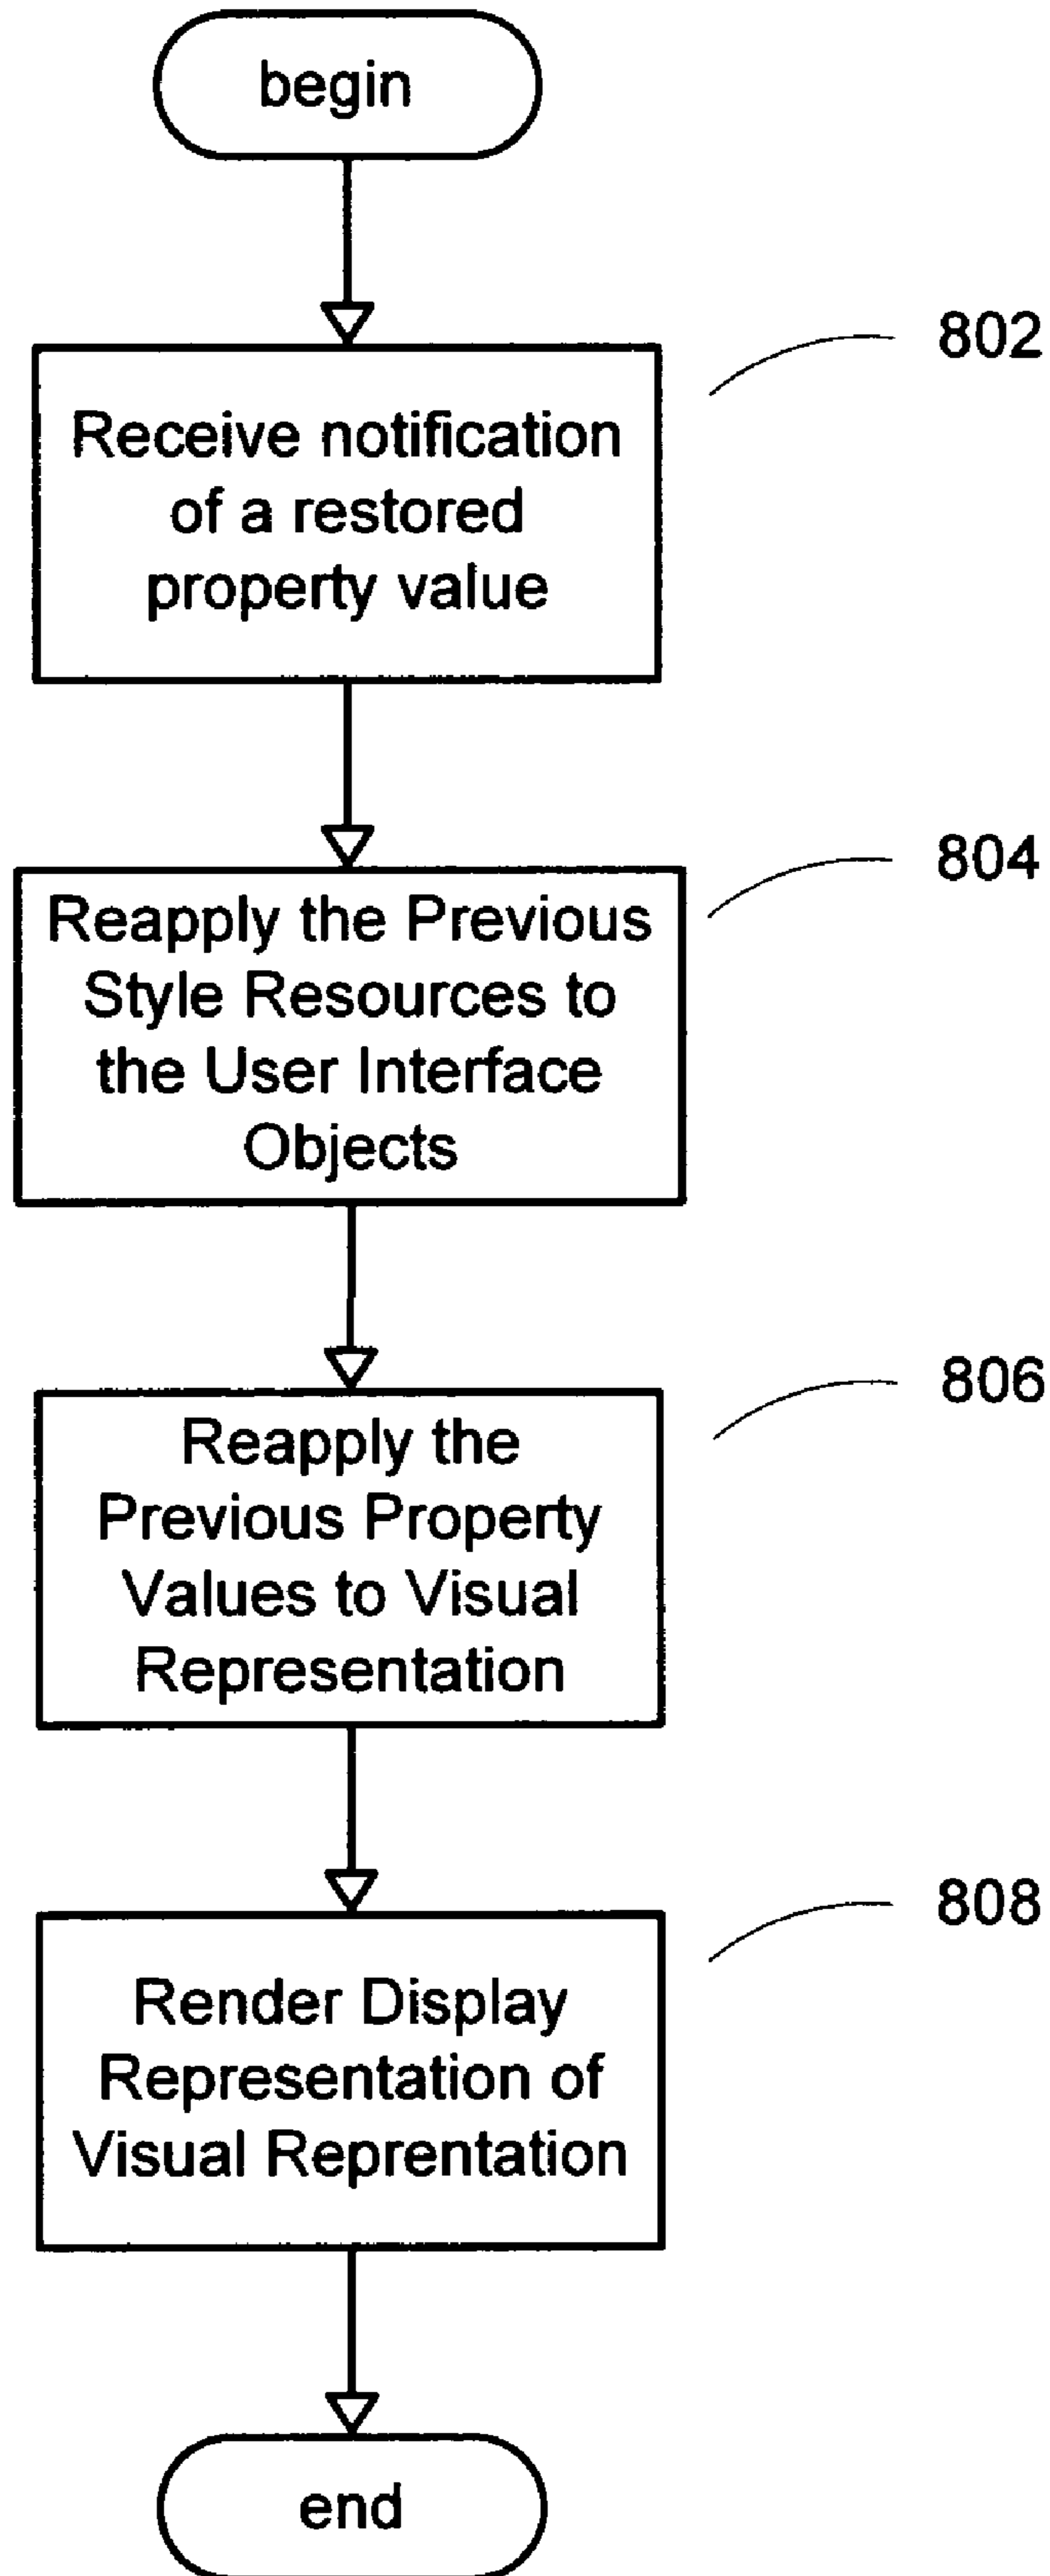 begin
802
Receive notification
of a restored
property value
804
Reapply the Previous
Style Resources to
the User Interface
Objects
806
Reapply the
Previous Property
Values to Visual
Representation
808
Render Display
Representation of
Visual Reprentation
end